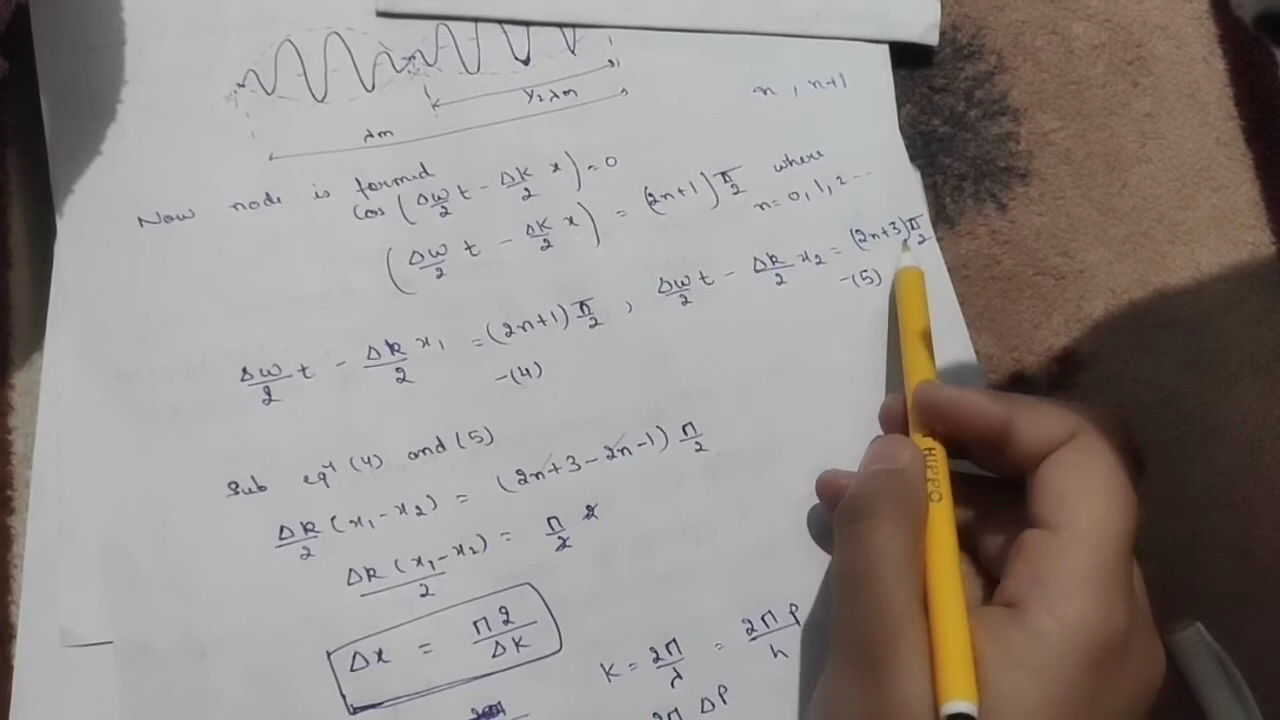 ½ λm
λm
n, n+1
Now node is formed
cos (Δω/2 t - Δk/2 x) = 0
(Δω/2 t - Δk/2 x) = (2n+1) π/2 where
n = 0, 1, 2 - - -
Δω/2 t - Δk/2 x₁ = (2n+1) π/2 , Δω/2 t - Δk/2 x₂ = (2n+3) π/2
-(4) -(5)
Sub eqⁿ (4) and (5)
Δk/2 (x₁ - x₂) = (2n+3-2n-1) π/2
Δk (x₁ - x₂)/2 = π/2 2
Δx = π2/Δk
K = 2π/λ = 2πp/h
2π Δp
HIPPO